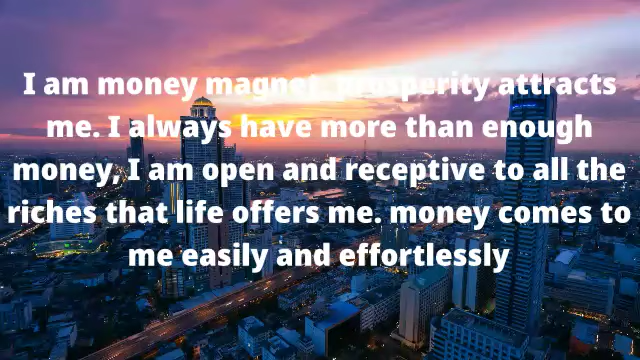 I am money magnet, prosperity attracts
me. I always have more than enough
money, I am open and receptive to all the
riches that life offers me. money comes to
me easily and effortlessly